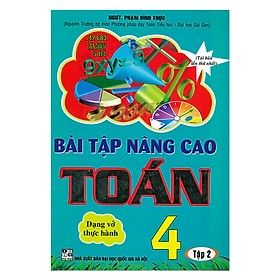 NGƯT. PHẠM ĐÌNH THỰC
(Nguyên Trưởng bộ môn Phương pháp dạy Toán Tiểu học - Đại học Sài Gòn)
(Tái bản lần thứ nhất)
%
BÀI TẬP NÂNG CAO
TOÁN
4
Dạng vở
thực hành
Tập 2
NHÀ XUẤT BẢN ĐẠI HỌC QUỐC GIA HÀ NỘI